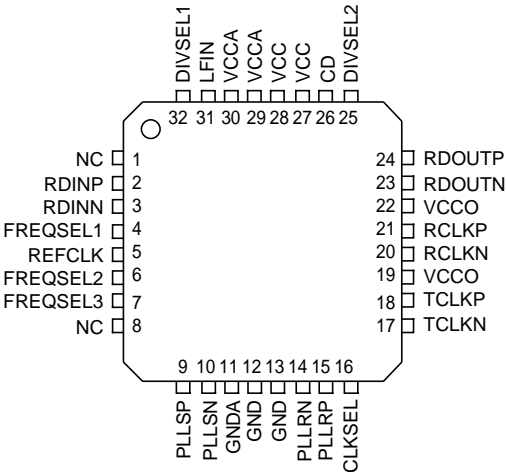 DIVSEL1
LFIN
VCCA
VCCA
VCC
VCC
CD
DIVSEL2
32 31 30 29 28 27 26 25
NC 1
RDINP 2
RDINN 3
FREQSEL1 4
REFCLK 5
FREQSEL2 6
FREQSEL3 7
NC 8
24 RDOUTP
23 RDOUTN
22 VCCO
21 RCLKP
20 RCLKN
19 VCCO
18 TCLKP
17 TCLKN
9 10 11 12 13 14 15 16
PLLSP
PLLSN
GNDA
GND
GND
PLLRN
PLLRP
CLKSEL